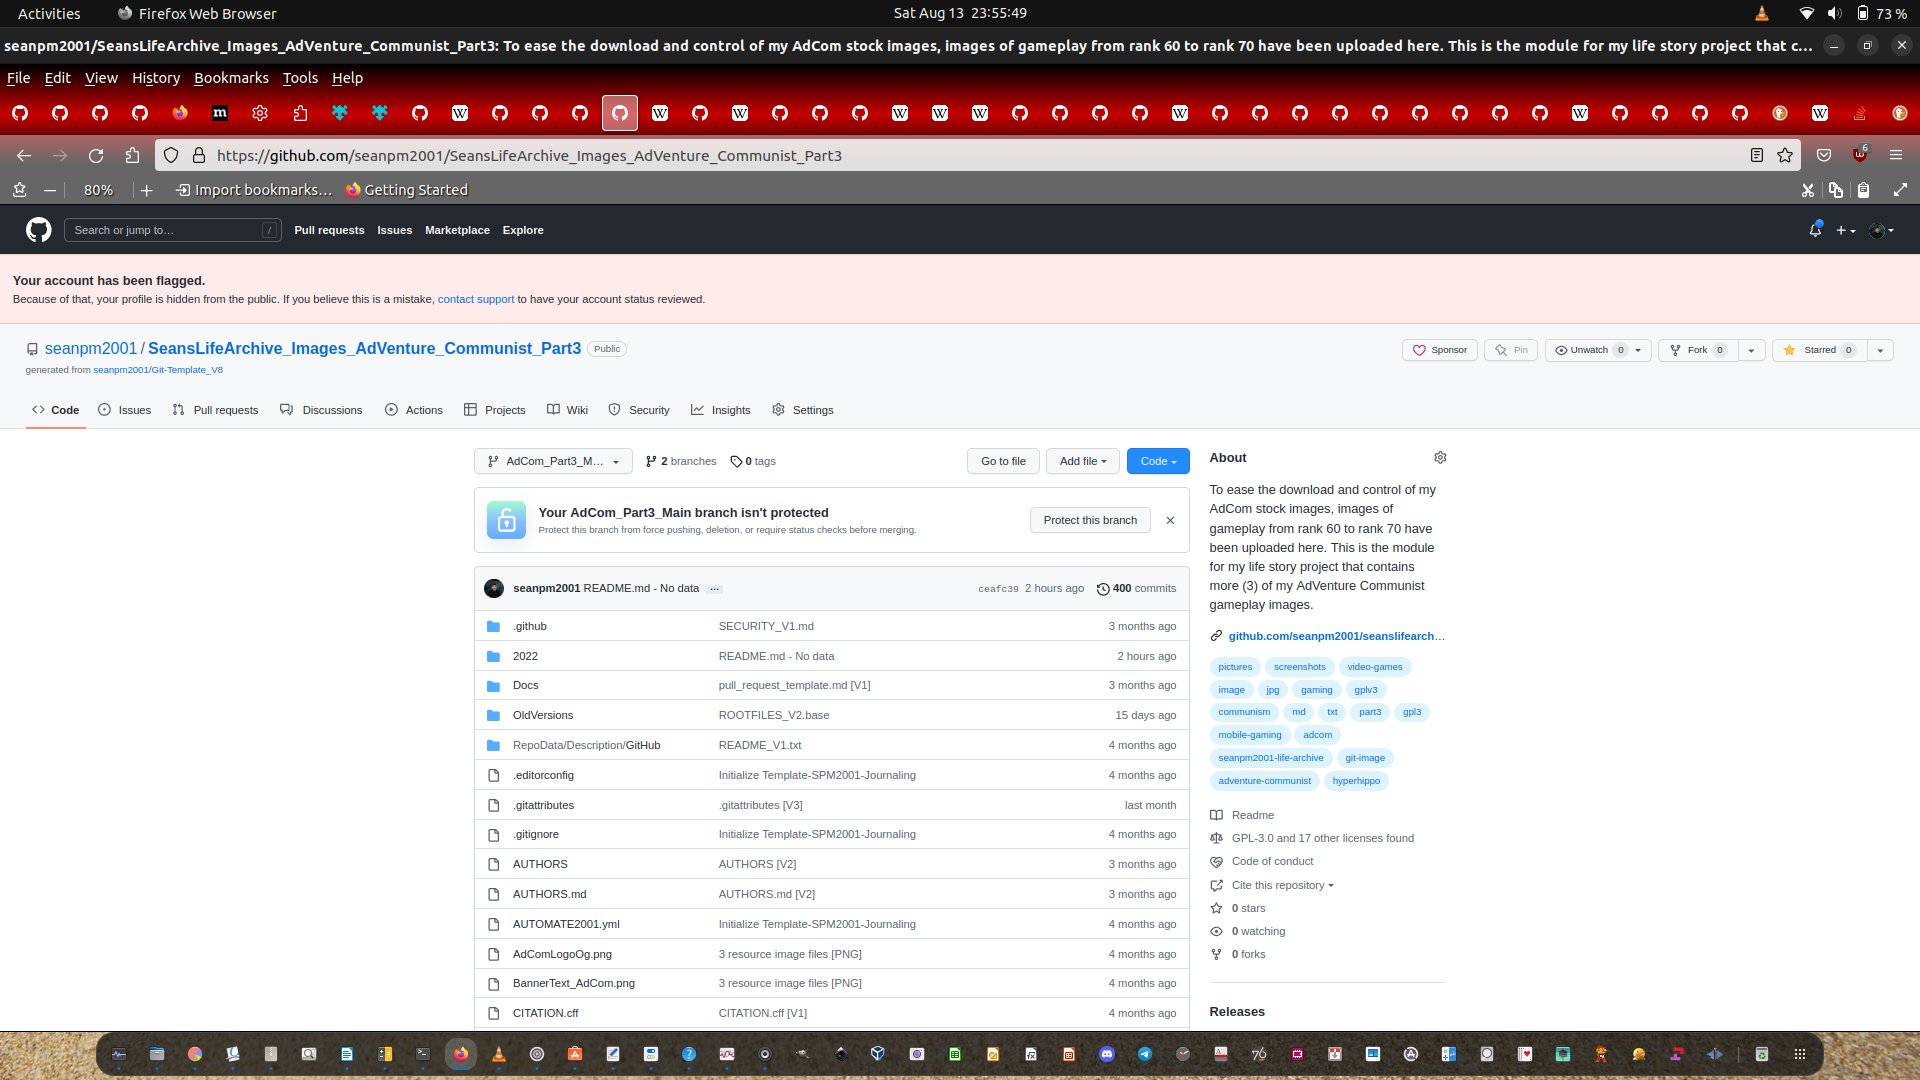 Activities
Firefox Web Browser
Sat Aug 13 23:55:49
73 %
seanpm2001/SeansLifeArchive_Images_AdVenture_Communist_Part3: To ease the download and control of my AdCom stock images, images of gameplay from rank 60 to rank 70 have been uploaded here. This is the module for my life story project that c...
File Edit View History Bookmarks Tools Help
https://github.com/seanpm2001/SeansLifeArchive_Images_AdVenture_Communist_Part3
6
80%
Import bookmarks...
Getting Started
Search or jump to...
/
Pull requests
Issues
Marketplace
Explore
Your account has been flagged.
Because of that, your profile is hidden from the public. If you believe this is a mistake, contact support to have your account status reviewed.
seanpm2001 / SeansLifeArchive_Images_AdVenture_Communist_Part3
Public
generated from seanpm2001/Git-Template_V8
Sponsor
Pin
Unwatch 0
Fork 0
Starred 0
Code
Issues
Pull requests
Discussions
Actions
Projects
Wiki
Security
Insights
Settings
AdCom_Part3_M...
2 branches
0 tags
Go to file
Add file
Code
Your AdCom_Part3_Main branch isn't protected
Protect this branch from force pushing, deletion, or require status checks before merging.
Protect this branch
seanpm2001 README.md - No data
...
ceafc39 2 hours ago
400 commits
.github SECURITY_V1.md 3 months ago
2022 README.md - No data 2 hours ago
Docs pull_request_template.md [V1] 3 months ago
OldVersions ROOTFILES_V2.base 15 days ago
RepoData/Description/GitHub README_V1.txt 4 months ago
.editorconfig Initialize Template-SPM2001-Journaling 4 months ago
.gitattributes .gitattributes [V3] last month
.gitignore Initialize Template-SPM2001-Journaling 4 months ago
AUTHORS AUTHORS [V2] 3 months ago
AUTHORS.md AUTHORS.md [V2] 3 months ago
AUTOMATE2001.yml Initialize Template-SPM2001-Journaling 4 months ago
AdComLogoOg.png 3 resource image files [PNG] 4 months ago
BannerText_AdCom.png 3 resource image files [PNG] 4 months ago
CITATION.cff CITATION.cff [V1] 4 months ago
About
To ease the download and control of my
AdCom stock images, images of
gameplay from rank 60 to rank 70 have
been uploaded here. This is the module
for my life story project that contains
more (3) of my AdVenture Communist
gameplay images.
github.com/seanpm2001/seanslifearch...
pictures screenshots video-games
image jpg gaming gplv3
communism md txt part3 gpl3
mobile-gaming adcom
seanpm2001-life-archive git-image
adventure-communist hyperhippo
Readme
GPL-3.0 and 17 other licenses found
Code of conduct
Cite this repository
0 stars
0 watching
0 forks
Releases